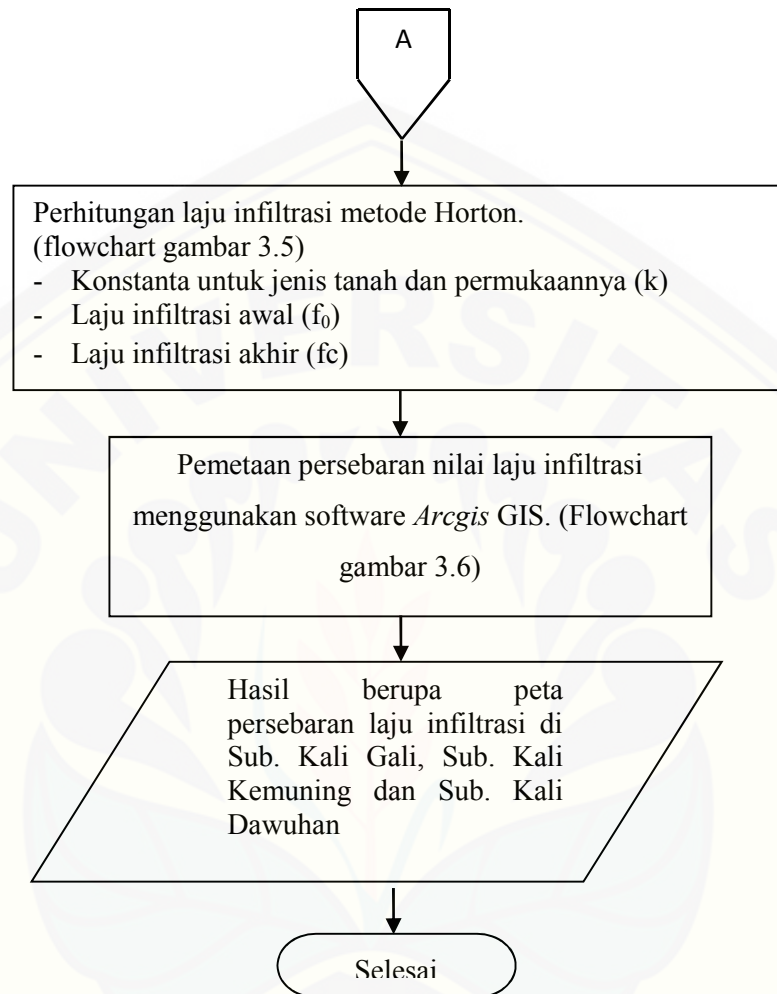 A
Perhitungan laju infiltrasi metode Horton.
(flowchart gambar 3.5)
- Konstanta untuk jenis tanah dan permukaannya (k)
- Laju infiltrasi awal (f₀)
- Laju infiltrasi akhir (fc)
Pemetaan persebaran nilai laju infiltrasi
menggunakan software Arcgis GIS. (Flowchart
gambar 3.6)
Hasil berupa peta
persebaran laju infiltrasi di
Sub. Kali Gali, Sub. Kali
Kemuning dan Sub. Kali
Dawuhan
Selesai
UNIVERSITAS